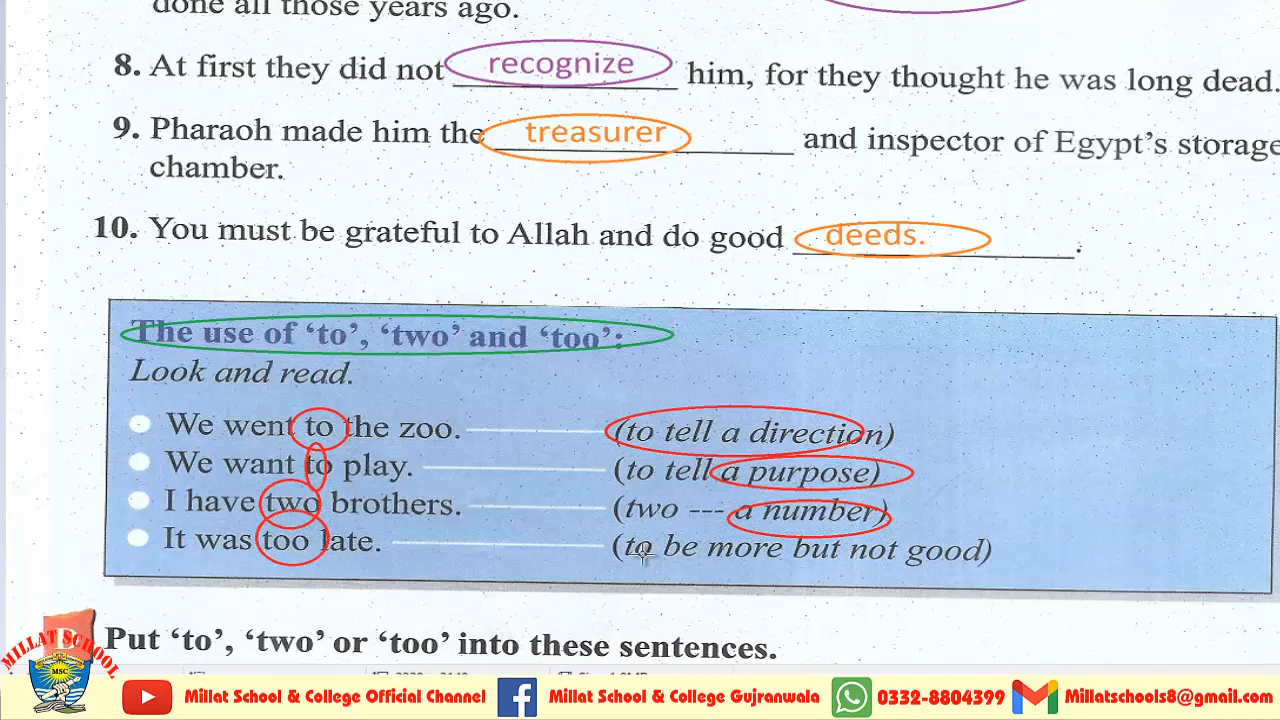 done all those years ago.
8. At first they did not recognize him, for they thought he was long dead.
9. Pharaoh made him the treasurer and inspector of Egypt's storage
chamber.
10. You must be grateful to Allah and do good deeds. .
The use of 'to', 'two' and 'too':
Look and read.
We went to the zoo. (to tell a direction)
We want to play. (to tell a purpose)
I have two brothers. (two --- a number)
It was too late. (to be more but not good)
Put 'to', 'two' or 'too' into these sentences.
MILLAT SCHOOL
MSC
Millat School & College Official Channel Millat School & College Gujranwala 0332-8804399 Millatschools8@gmail.com